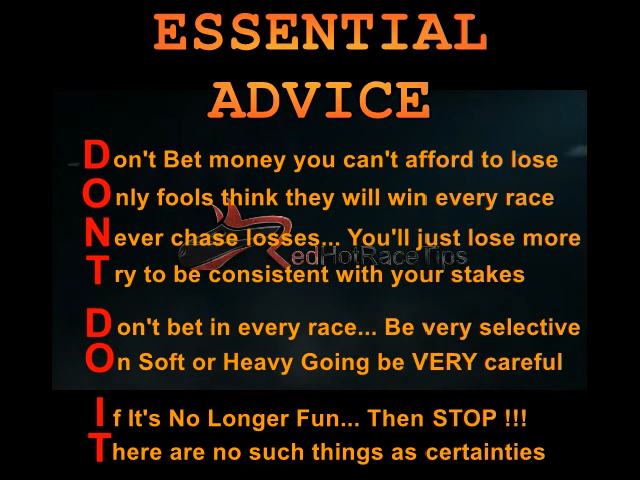 ESSENTIAL
ADVICE
Don't Bet money you can't afford to lose
Only fools think they will win every race
Never chase losses... You'll just lose more
RedHotRaceTips
Try to be consistent with your stakes
Don't bet in every race... Be very selective
On Soft or Heavy Going be VERY careful
If It's No Longer Fun... Then STOP !!!
There are no such things as certainties